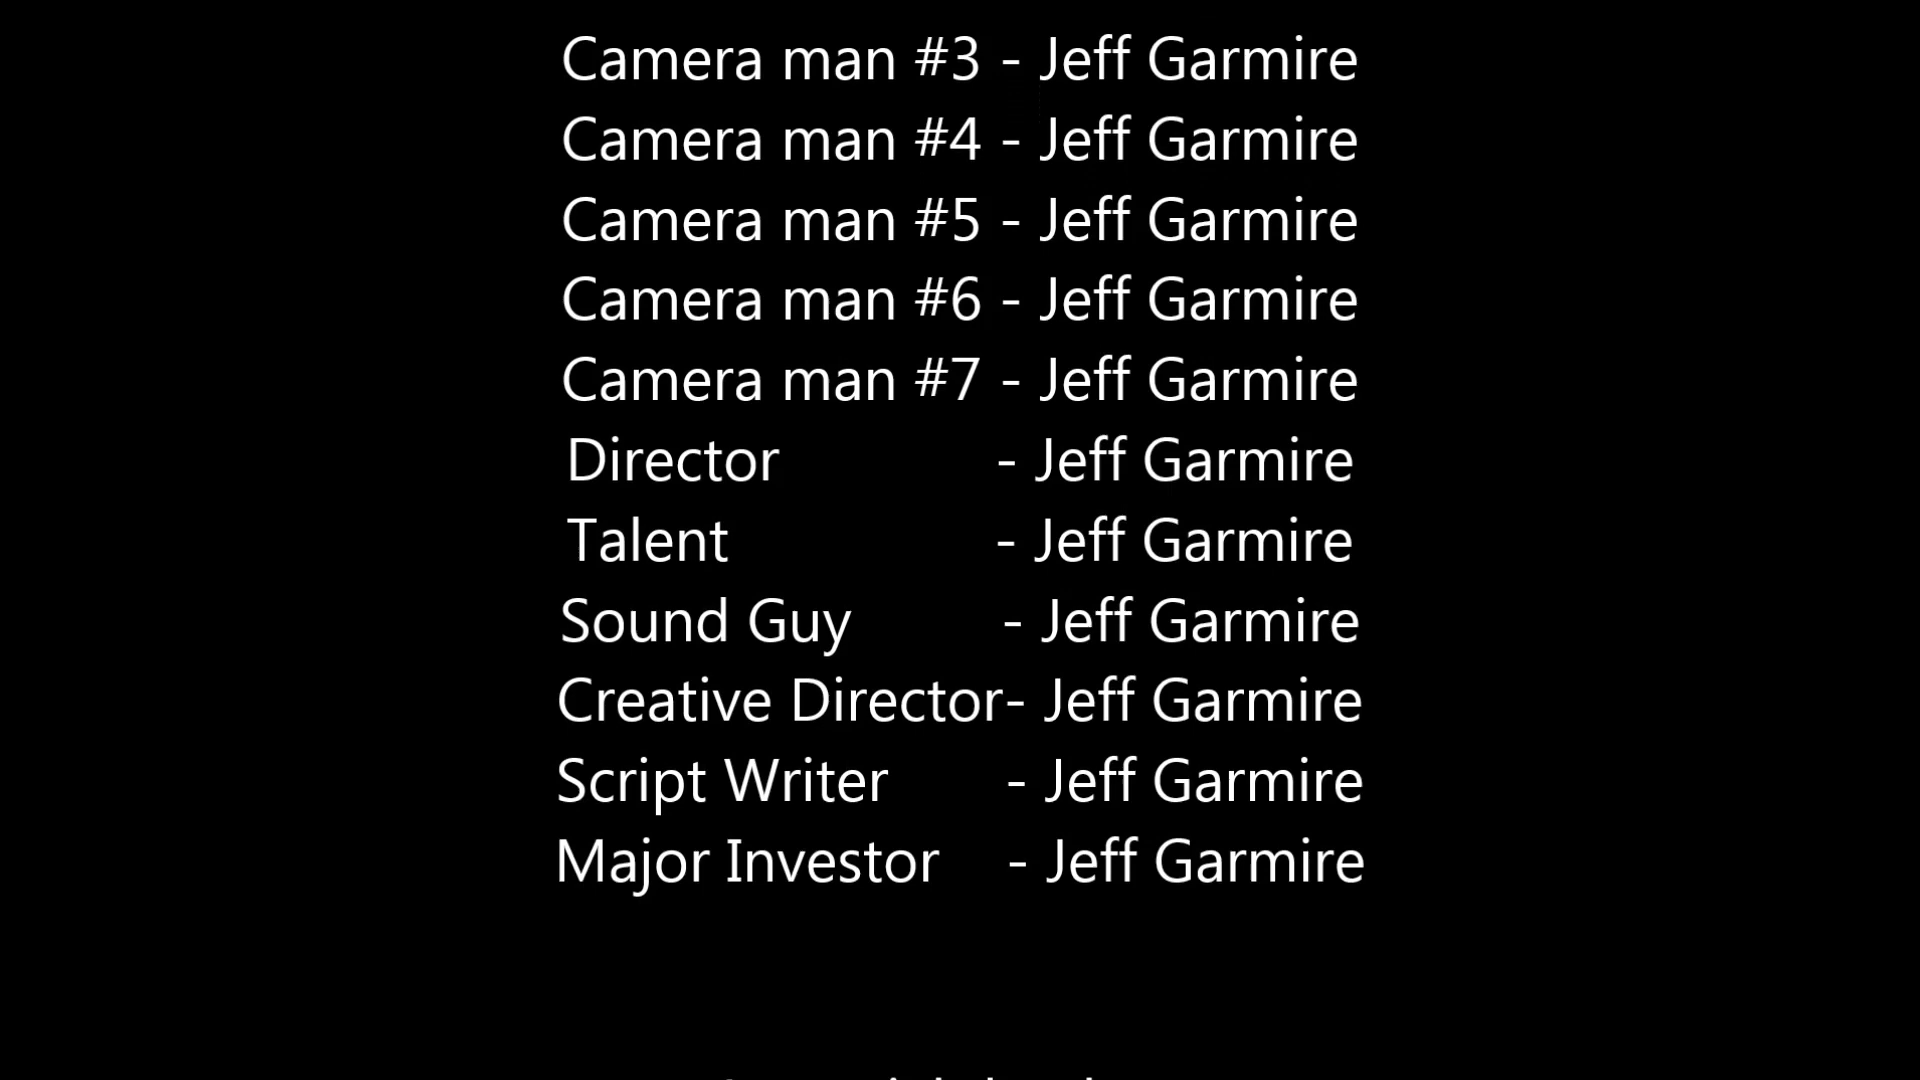 Camera man #3 - Jeff Garmire
Camera man #4 - Jeff Garmire
Camera man #5 - Jeff Garmire
Camera man #6 - Jeff Garmire
Camera man #7 - Jeff Garmire
Director - Jeff Garmire
Talent - Jeff Garmire
Sound Guy - Jeff Garmire
Creative Director- Jeff Garmire
Script Writer - Jeff Garmire
Major Investor - Jeff Garmire